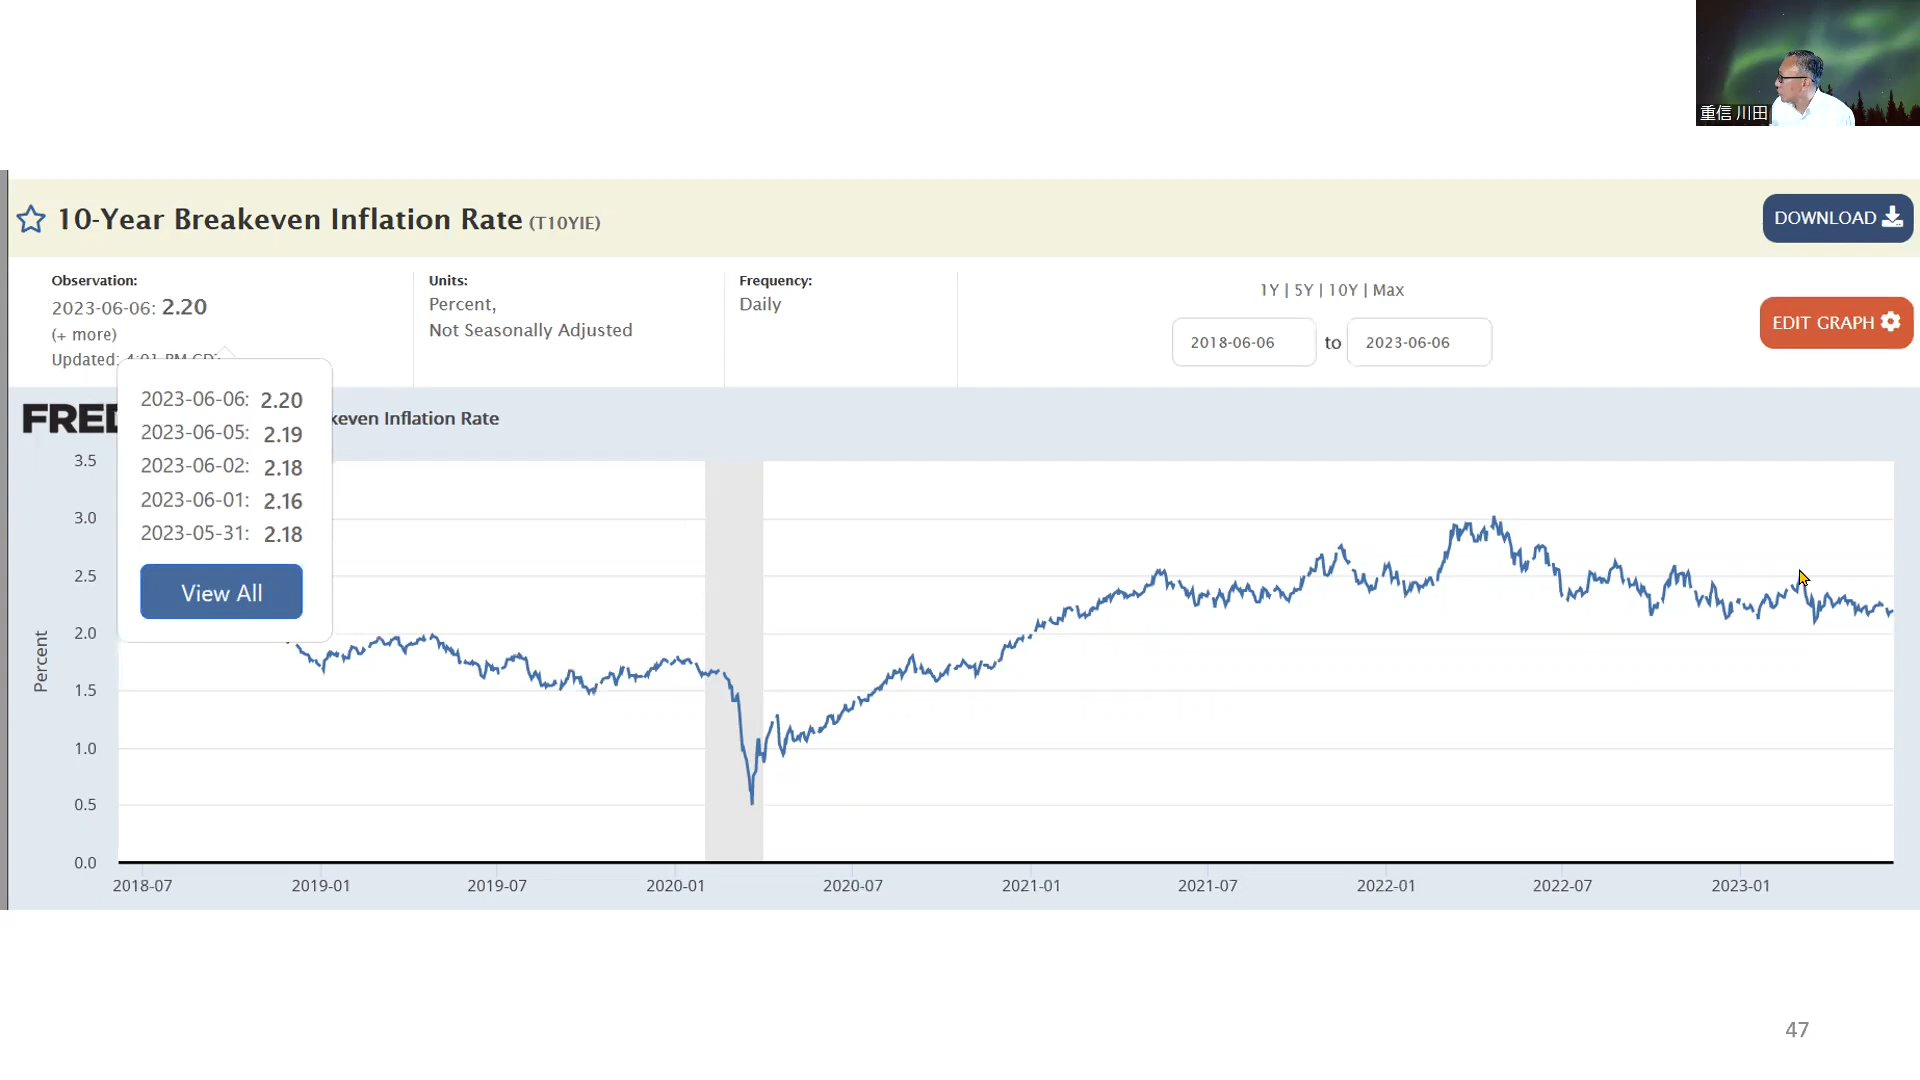 重信 川田
10-Year Breakeven Inflation Rate (T10YIE)
DOWNLOAD
Observation:
2023-06-06: 2.20
(+ more)
Updated: 4:01 PM CDT
Units:
Percent,
Not Seasonally Adjusted
Frequency:
Daily
1Y | 5Y | 10Y | Max
2018-06-06 to 2023-06-06
EDIT GRAPH
2023-06-06: 2.20
2023-06-05: 2.19
2023-06-02: 2.18
2023-06-01: 2.16
2023-05-31: 2.18
View All
FRED
keven Inflation Rate
3.5
3.0
2.5
2.0
1.5
1.0
0.5
0.0
Percent
2018-07 2019-01 2019-07 2020-01 2020-07 2021-01 2021-07 2022-01 2022-07 2023-01
47